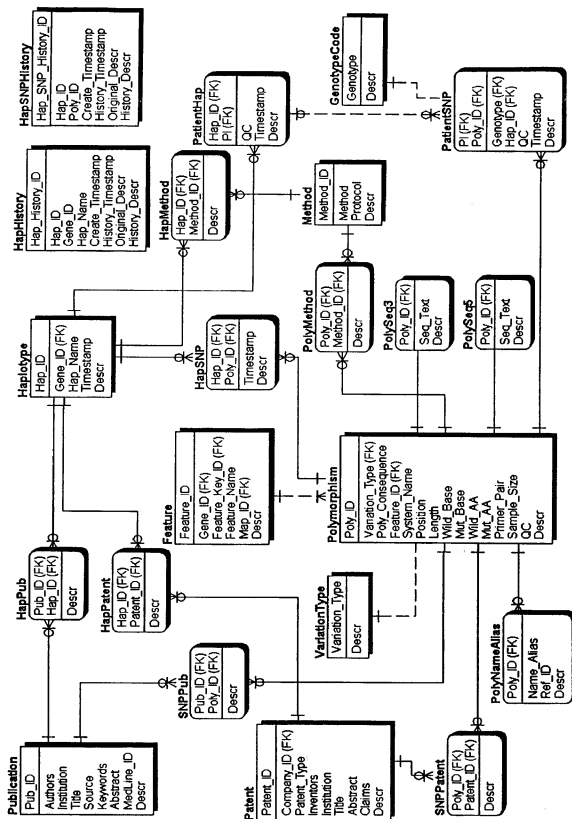 Publication
Pub_ID
Authors
Institution
Title
Source
Keywords
Abstract
MedLine_ID
Descr
HapPub
Pub_ID (FK)
Hap_ID (FK)
Descr
Haplotype
Hap_ID
Gene_ID (FK)
Hap_Name
Timestamp
Descr
HapHistory
Hap_History_ID
Hap_ID
Gene_ID
Hap_Name
Create_Timestamp
History_Timestamp
Original_Descr
History_Descr
HapSNPHistory
Hap_SNP_History_ID
Hap_ID
Poly_ID
Create_Timestamp
History_Timestamp
Original_Descr
History_Descr
SNPPub
Pub_ID (FK)
Poly_ID (FK)
Descr
HapPatent
Hap_ID (FK)
Patent_ID (FK)
Descr
Feature
Feature_ID
Gene_ID (FK)
Feature_Key_ID (FK)
Feature_Name
Map_ID (FK)
Descr
HapSNP
Hap_ID (FK)
Poly_ID (FK)
Timestamp
Descr
HapMethod
Hap_ID (FK)
Method_ID (FK)
Descr
PatientHap
Hap_ID (FK)
PI (FK)
QC
Timestamp
Descr
Patent
Patent_ID
Company_ID (FK)
Patent_Type
Inventors
Institution
Title
Abstract
Claims
Descr
VariationType
Variation_Type
Descr
Polymorphism
Poly_ID
Variation_Type (FK)
Poly_Consequence
Feature_ID (FK)
System_Name
Position
Length
Wild_Base
Mut_Base
Wild_AA
Mut_AA
Primer_Pair
Sample_Size
QC
Descr
PolyMethod
Poly_ID (FK)
Method_ID (FK)
Descr
Method
Method_ID
Method
Protocol
Descr
GenotypeCode
Genotype
Descr
PolySeq3
Poly_ID (FK)
Seq_Text
Descr
PolySeq5
Poly_ID (FK)
Seq_Text
Descr
PatientSNP
PI (FK)
Poly_ID (FK)
Genotype (FK)
Hap_ID (FK)
QC
Timestamp
Descr
SNPPatent
Poly_ID (FK)
Patent_ID (FK)
Descr
PolyNameAlias
Poly_ID (FK)
Name_Alias
Ref_ID
Descr